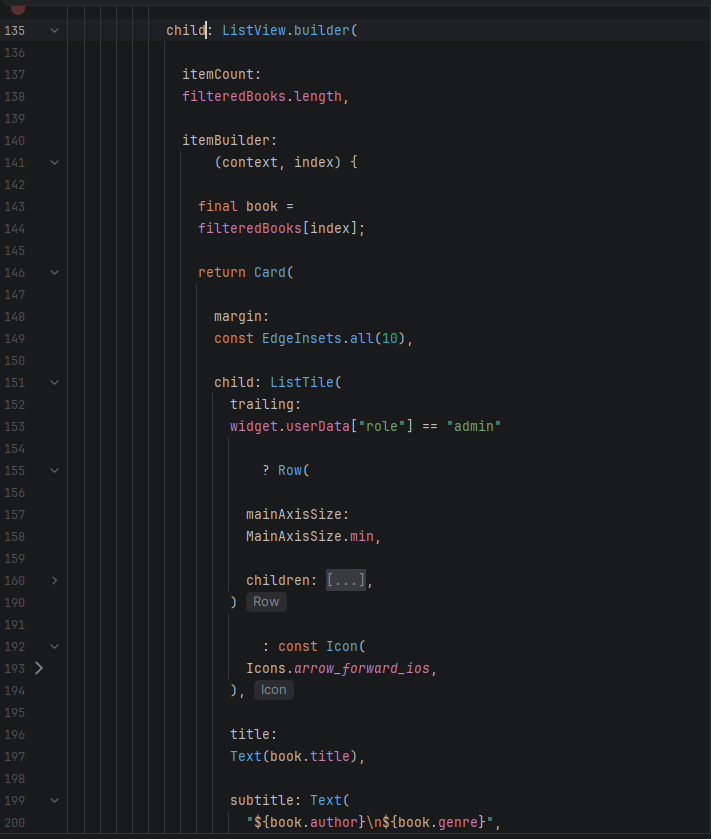 135 child: ListView.builder(
136
137 itemCount:
138 filteredBooks.length,
139
140 itemBuilder:
141 (context, index) {
142
143 final book =
144 filteredBooks[index];
145
146 return Card(
147
148 margin:
149 const EdgeInsets.all(10),
150
151 child: ListTile(
152 trailing:
153 widget.userData["role"] == "admin"
154
155 ? Row(
156
157 mainAxisSize:
158 MainAxisSize.min,
159
160 children: [...],
190 ) Row
191
192 : const Icon(
193 Icons.arrow_forward_ios,
194 ), Icon
195
196 title:
197 Text(book.title),
198
199 subtitle: Text(
200 "${book.author}\n${book.genre}",